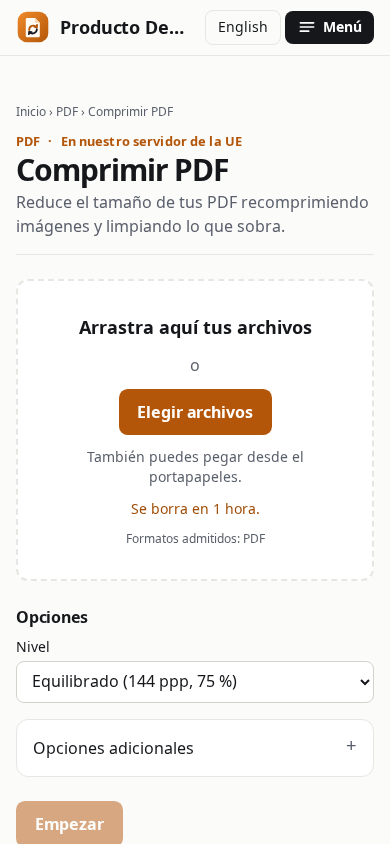 Producto De...
English
Menú
Inicio › PDF › Comprimir PDF
PDF · En nuestro servidor de la UE
Comprimir PDF
Reduce el tamaño de tus PDF recomprimiendo
imágenes y limpiando lo que sobra.
Arrastra aquí tus archivos
o
Elegir archivos
También puedes pegar desde el
portapapeles.
Se borra en 1 hora.
Formatos admitidos: PDF
Opciones
Nivel
Equilibrado (144 ppp, 75 %)
Opciones adicionales
+
Empezar